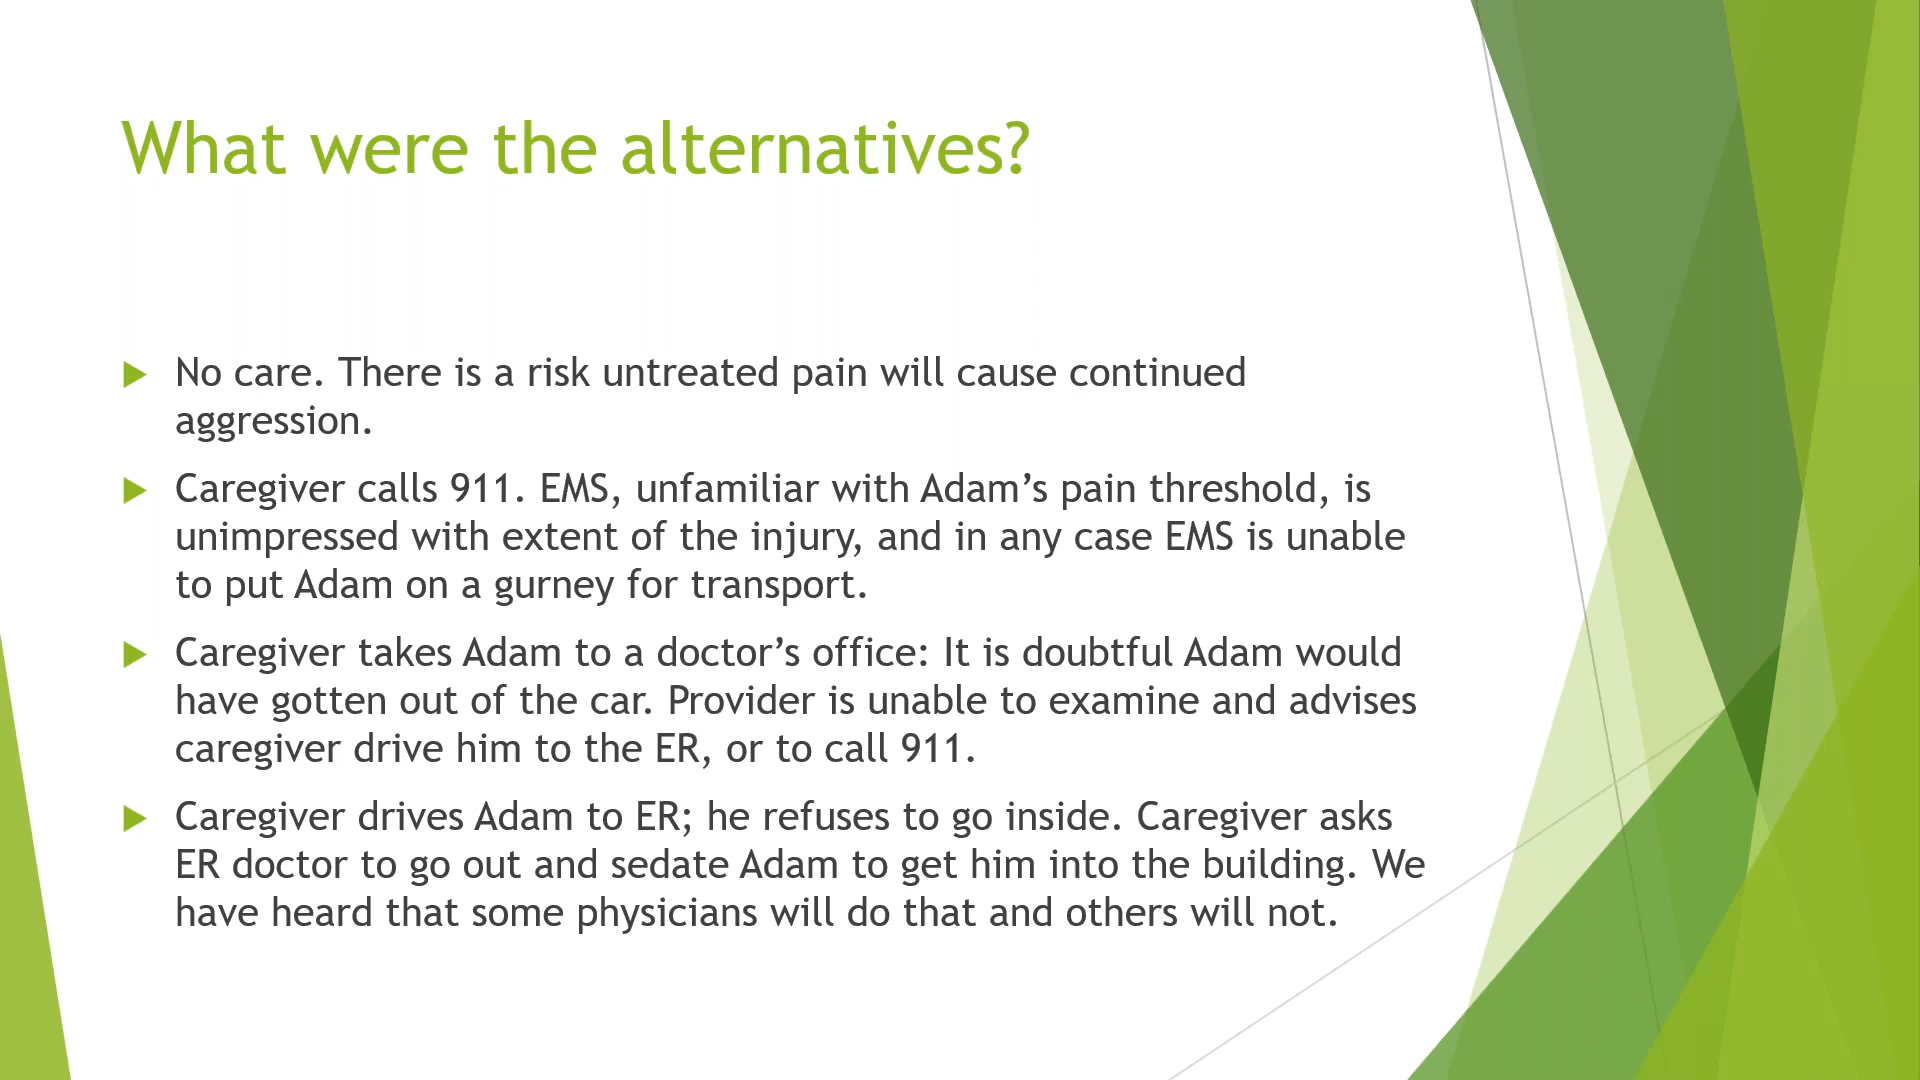 What were the alternatives?
No care. There is a risk untreated pain will cause continued
aggression.
Caregiver calls 911. EMS, unfamiliar with Adam’s pain threshold, is
unimpressed with extent of the injury, and in any case EMS is unable
to put Adam on a gurney for transport.
Caregiver takes Adam to a doctor’s office: It is doubtful Adam would
have gotten out of the car. Provider is unable to examine and advises
caregiver drive him to the ER, or to call 911.
Caregiver drives Adam to ER; he refuses to go inside. Caregiver asks
ER doctor to go out and sedate Adam to get him into the building. We
have heard that some physicians will do that and others will not.